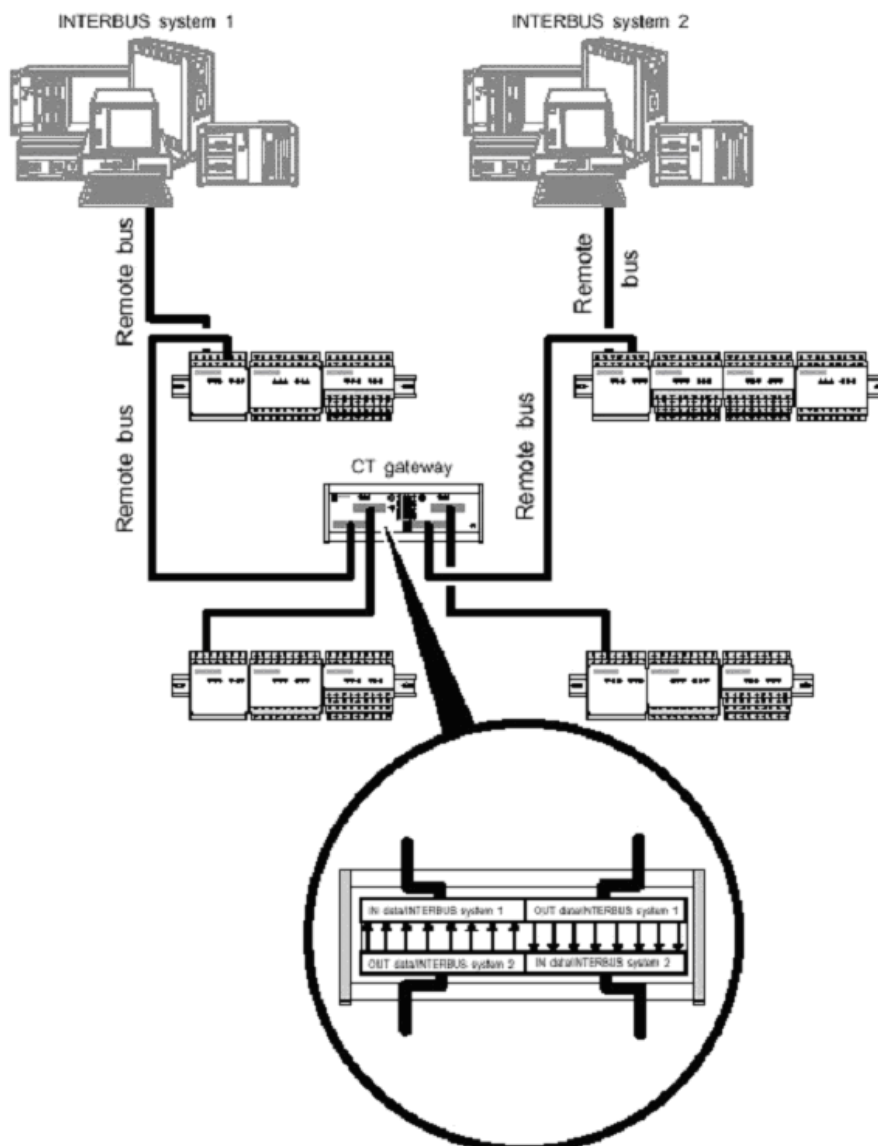 INTERBUS system 1
INTERBUS system 2
Remote bus
Remote
bus
Remote bus
Remote bus
CT gateway
IN data/INTERBUS system 1
OUT data/INTERBUS system 1
OUT data/INTERBUS system 2
IN data/INTERBUS system 2